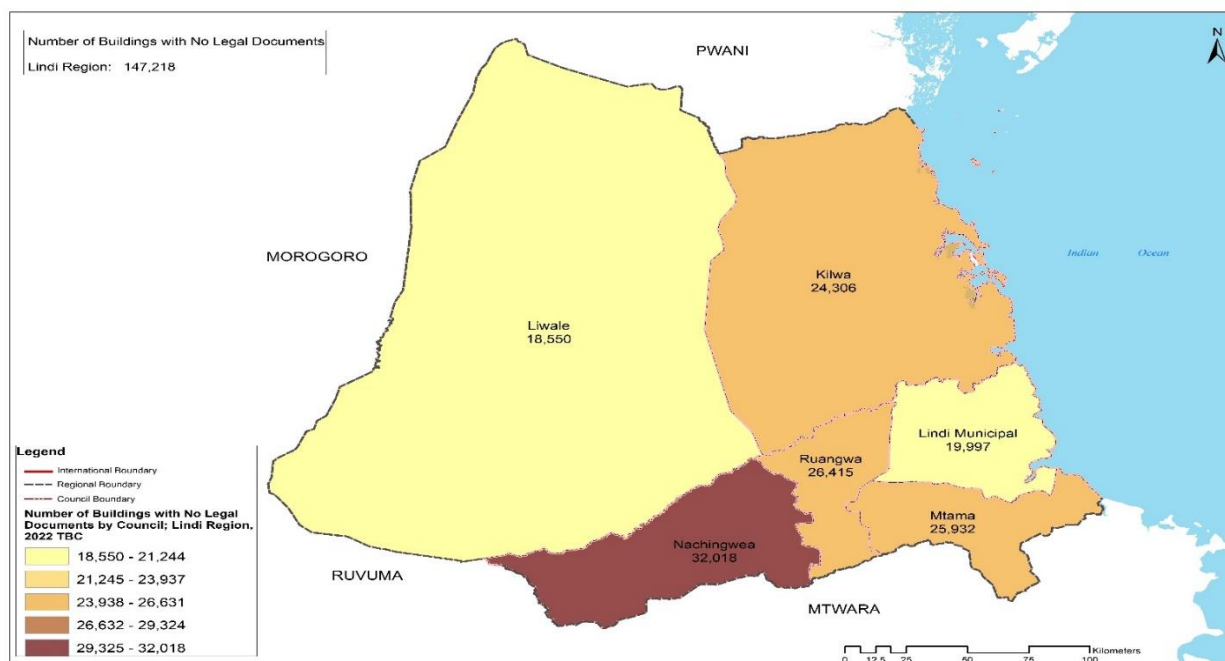 Number of Buildings with No Legal Documents
Lindi Region: 147,218
PWANI
N
MOROGORO
Kilwa
24,306
Indian Ocean
Liwale
18,550
Lindi Municipal
19,997
Ruangwa
26,415
Mtama
25,932
Nachingwea
32,018
RUVUMA
MTWARA
Legend
International Boundary
Regional Boundary
Council Boundary
Number of Buildings with No Legal
Documents by Council; Lindi Region,
2022 TBC
18,550 - 21,244
21,245 - 23,937
23,938 - 26,631
26,632 - 29,324
29,325 - 32,018
Kilometers
0 12.5 25 50 75 100